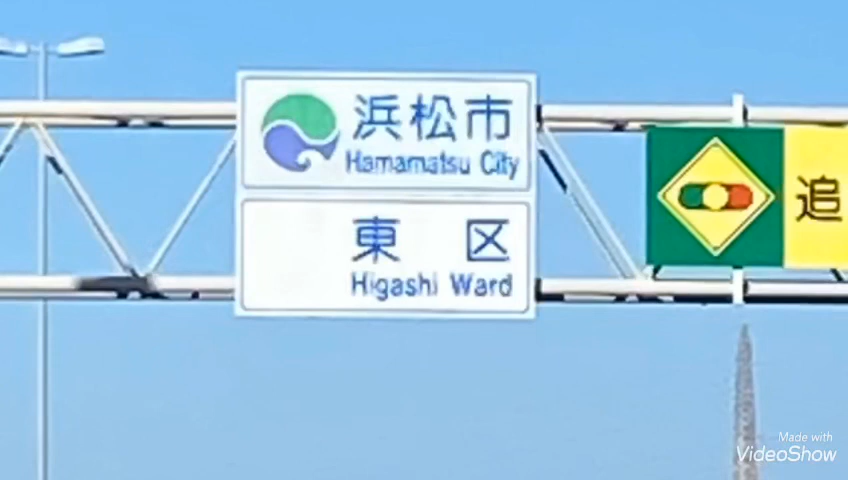 浜松市
Hamamatsu City
東 区
Higashi Ward
追
Made with
VideoShow